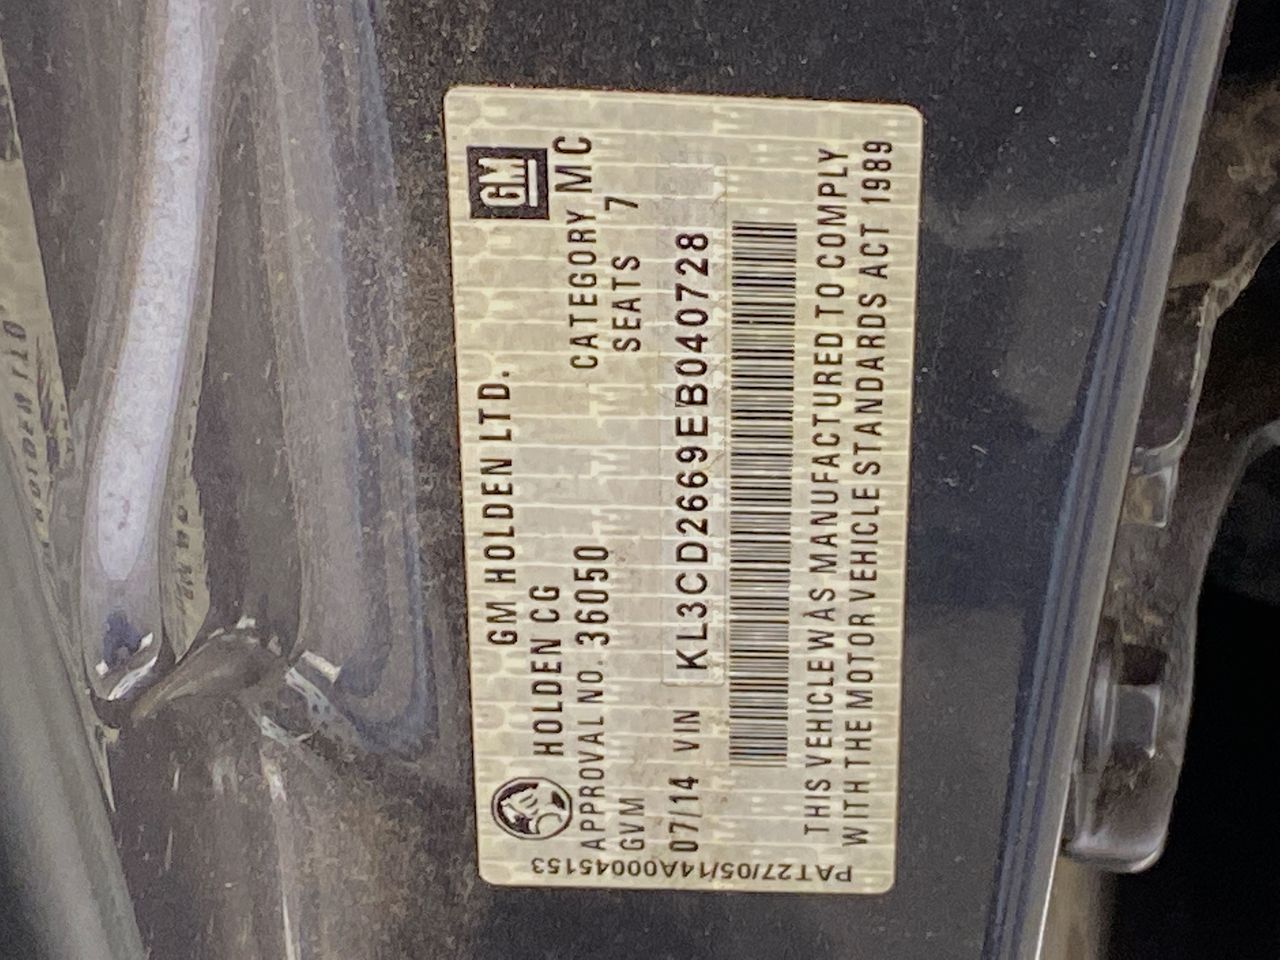 GM
GM HOLDEN LTD.
HOLDEN CG
CATEGORY MC
APPROVAL NO. 36050
SEATS 7
GVM
07/14 VIN KL3CD2669EB040728
THIS VEHICLE WAS MANUFACTURED TO COMPLY
WITH THE MOTOR VEHICLE STANDARDS ACT 1989
PAT27/05/14A00045153